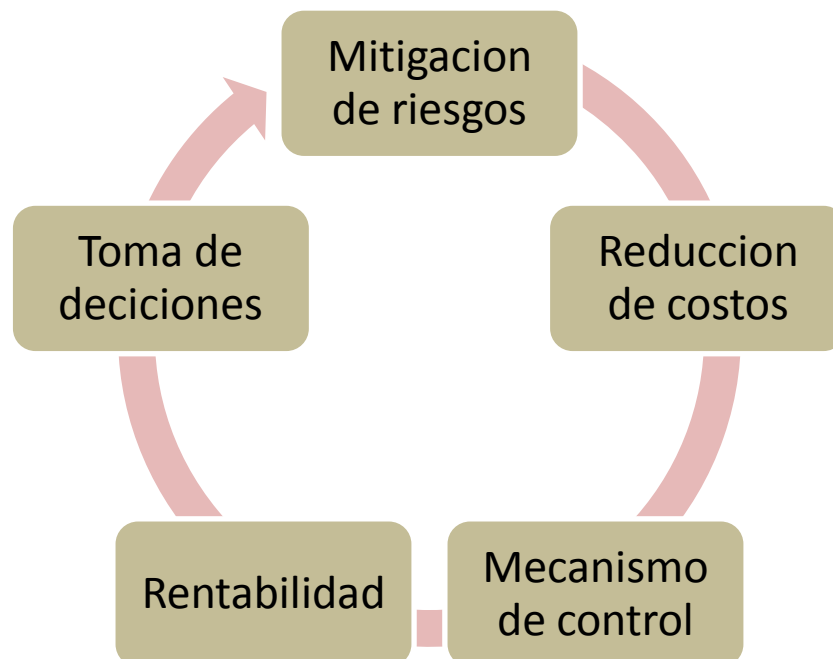 Mitigacion
de riesgos
Reduccion
de costos
Mecanismo
de control
Rentabilidad
Toma de
deciciones